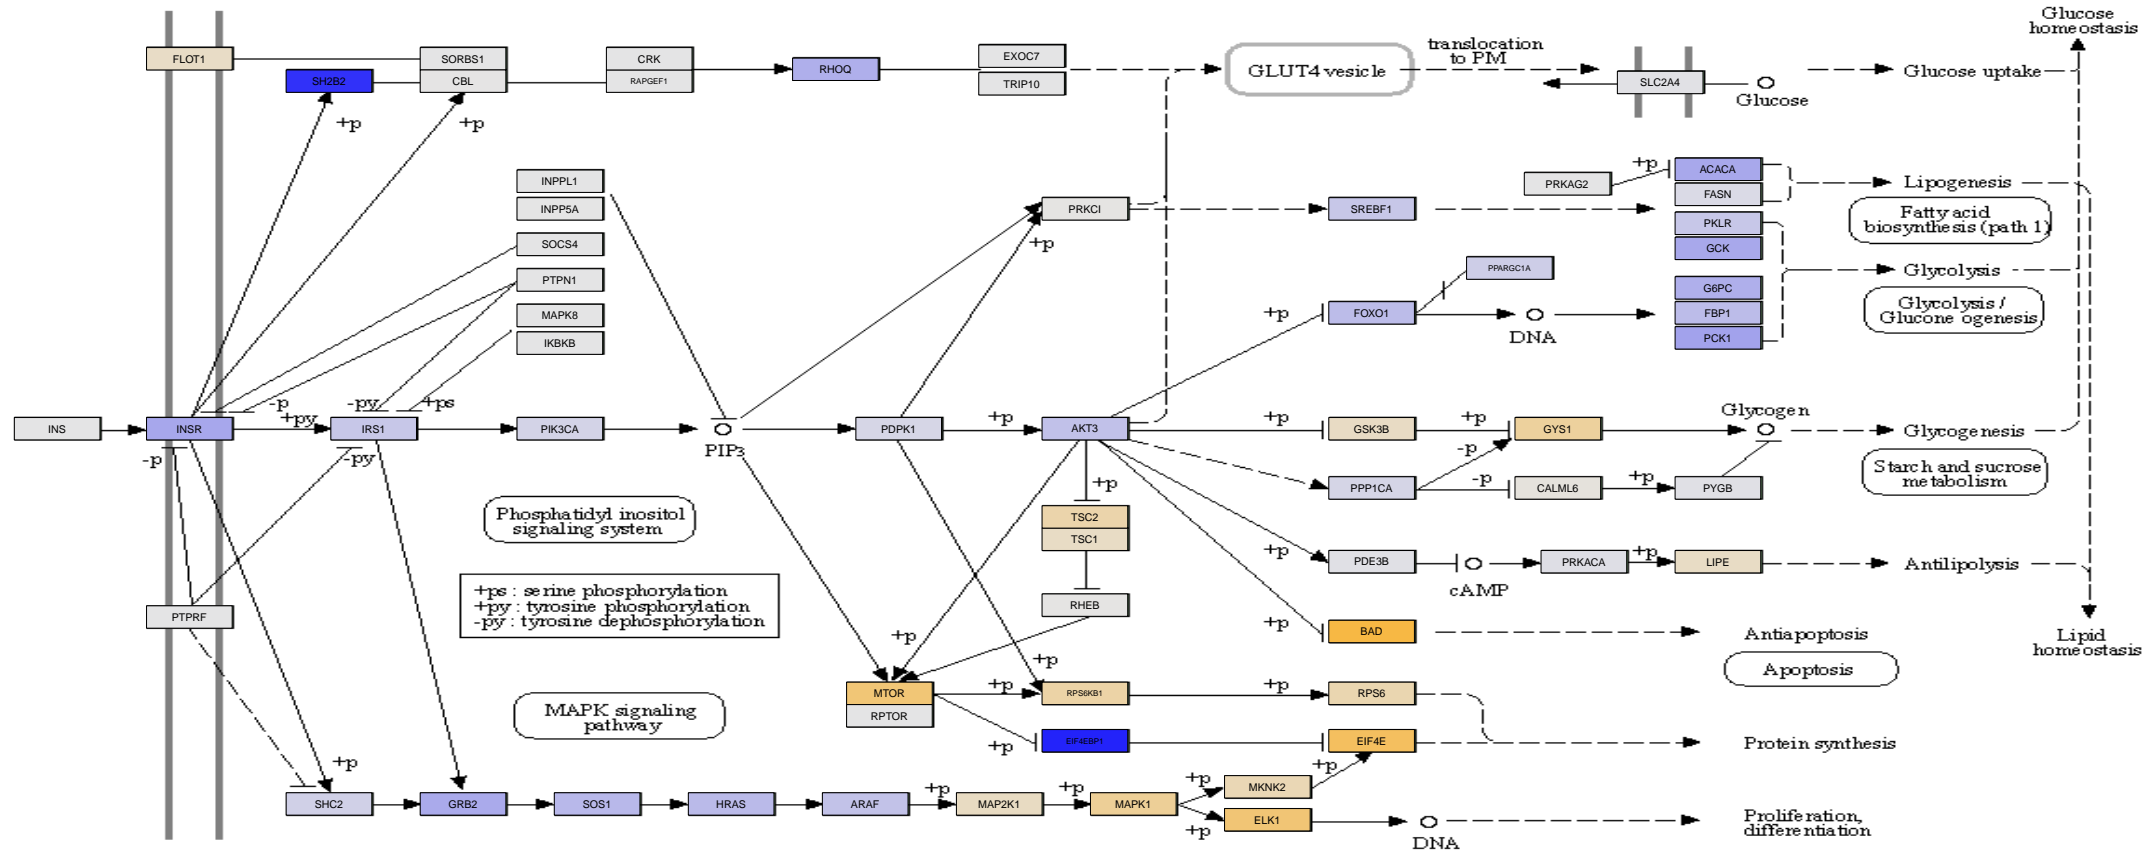 Glucose
homeostasis
FLOT1
SORBS1
CRK
EXOC7
translocation
to PM
SH2B2
CBL
RAPGEF1
RHOQ
TRIP10
GLUT4 vesicle
SLC2A4
Glucose
Glucose uptake
+p
+p
INPPL1
INPP5A
SOCS4
PTPN1
MAPK8
IKBKB
PRKCI
+p
SREBF1
PRKAG2
+p
ACACA
FASN
PKLR
GCK
Lipogenesis
Fatty acid
biosynthesis (path 1)
PPARGC1A
G6PC
FBP1
PCK1
Glycolysis
Glycolysis /
Glucone ogenesis
+p
FOXO1
DNA
-p
+py
-py
+ps
INS
INSR
IRS1
PIK3CA
PIP3
PDPK1
+p
AKT3
+p
GSK3B
+p
GYS1
Glycogen
Glycogenesis
-p
-py
-p
-p
PPP1CA
CALML6
+p
PYGB
Starch and sucrose
metabolism
Phosphatidyl inositol
signaling system
+p
TSC2
TSC1
+p
PDE3B
cAMP
PRKACA
+p
LIPE
Antilipolysis
+ps : serine phosphorylation
+py : tyrosine phosphorylation
-py : tyrosine dephosphorylation
PTPRF
RHEB
+p
+p
BAD
Antiapoptosis
Apoptosis
Lipid
homeostasis
+p
MTOR
RPTOR
+p
RPS6KB1
+p
RPS6
MAPK signaling
pathway
+p
EIF4EBP1
EIF4E
Protein synthesis
+p
SHC2
GRB2
SOS1
HRAS
ARAF
+p
MAP2K1
+p
MAPK1
+p
MKNK2
+p
+p
ELK1
DNA
Proliferation,
differentiation